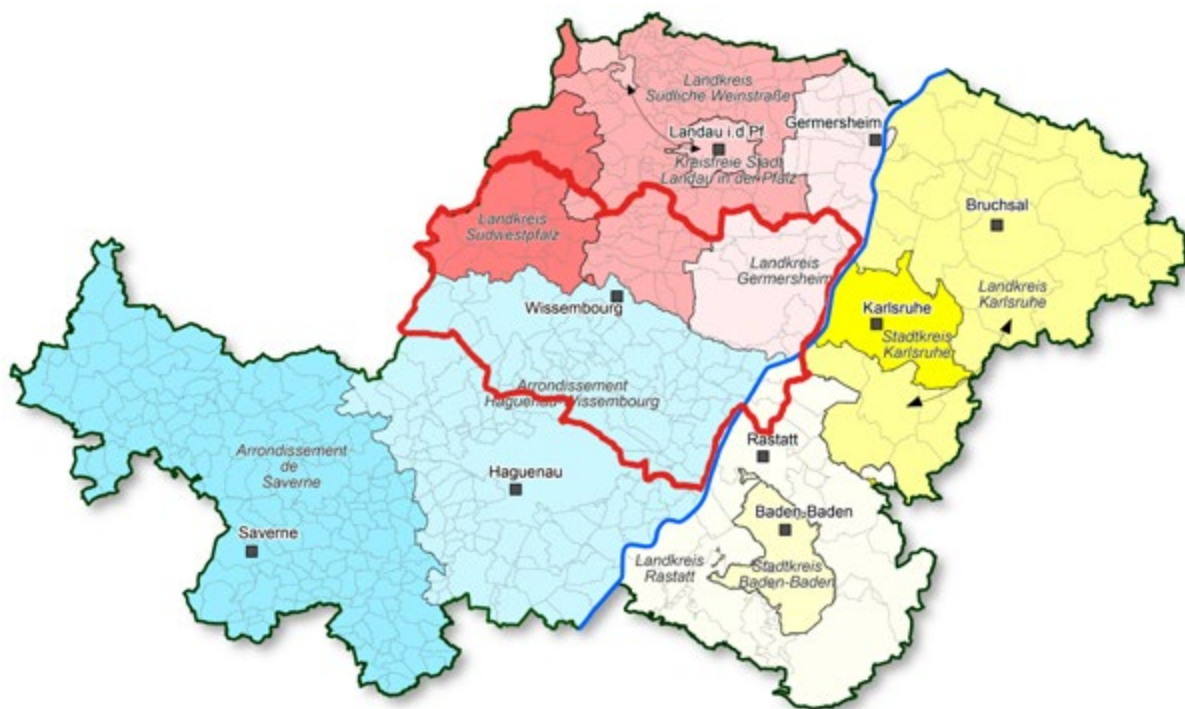 Landkreis
Südliche Weinstraße
Germersheim
Landau i.d.Pf
Kreisfreie Stadt
Landau in der Pfalz
Bruchsal
Landkreis
Südwestpfalz
Landkreis
Germersheim
Landkreis
Karlsruhe
Wissembourg
Karlsruhe
Stadtkreis
Karlsruhe
Arrondissement
Haguenau-Wissembourg
Rastatt
Arrondissement
de
Saverne
Haguenau
Baden-Baden
Saverne
Landkreis
Rastatt
Stadtkreis
Baden-Baden